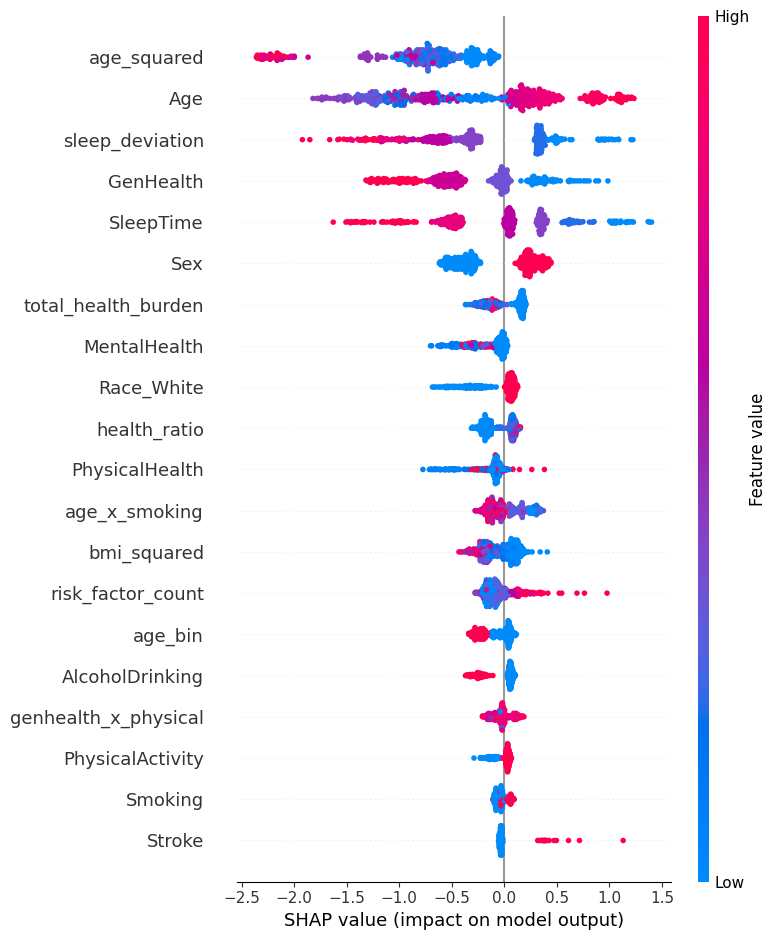 High
age_squared
Age
sleep_deviation
GenHealth
SleepTime
Sex
total_health_burden
MentalHealth
Race_White
health_ratio
PhysicalHealth
age_x_smoking
bmi_squared
risk_factor_count
age_bin
AlcoholDrinking
genhealth_x_physical
PhysicalActivity
Smoking
Stroke
Feature value
Low
−2.5 −2.0 −1.5 −1.0 −0.5 0.0 0.5 1.0 1.5
SHAP value (impact on model output)